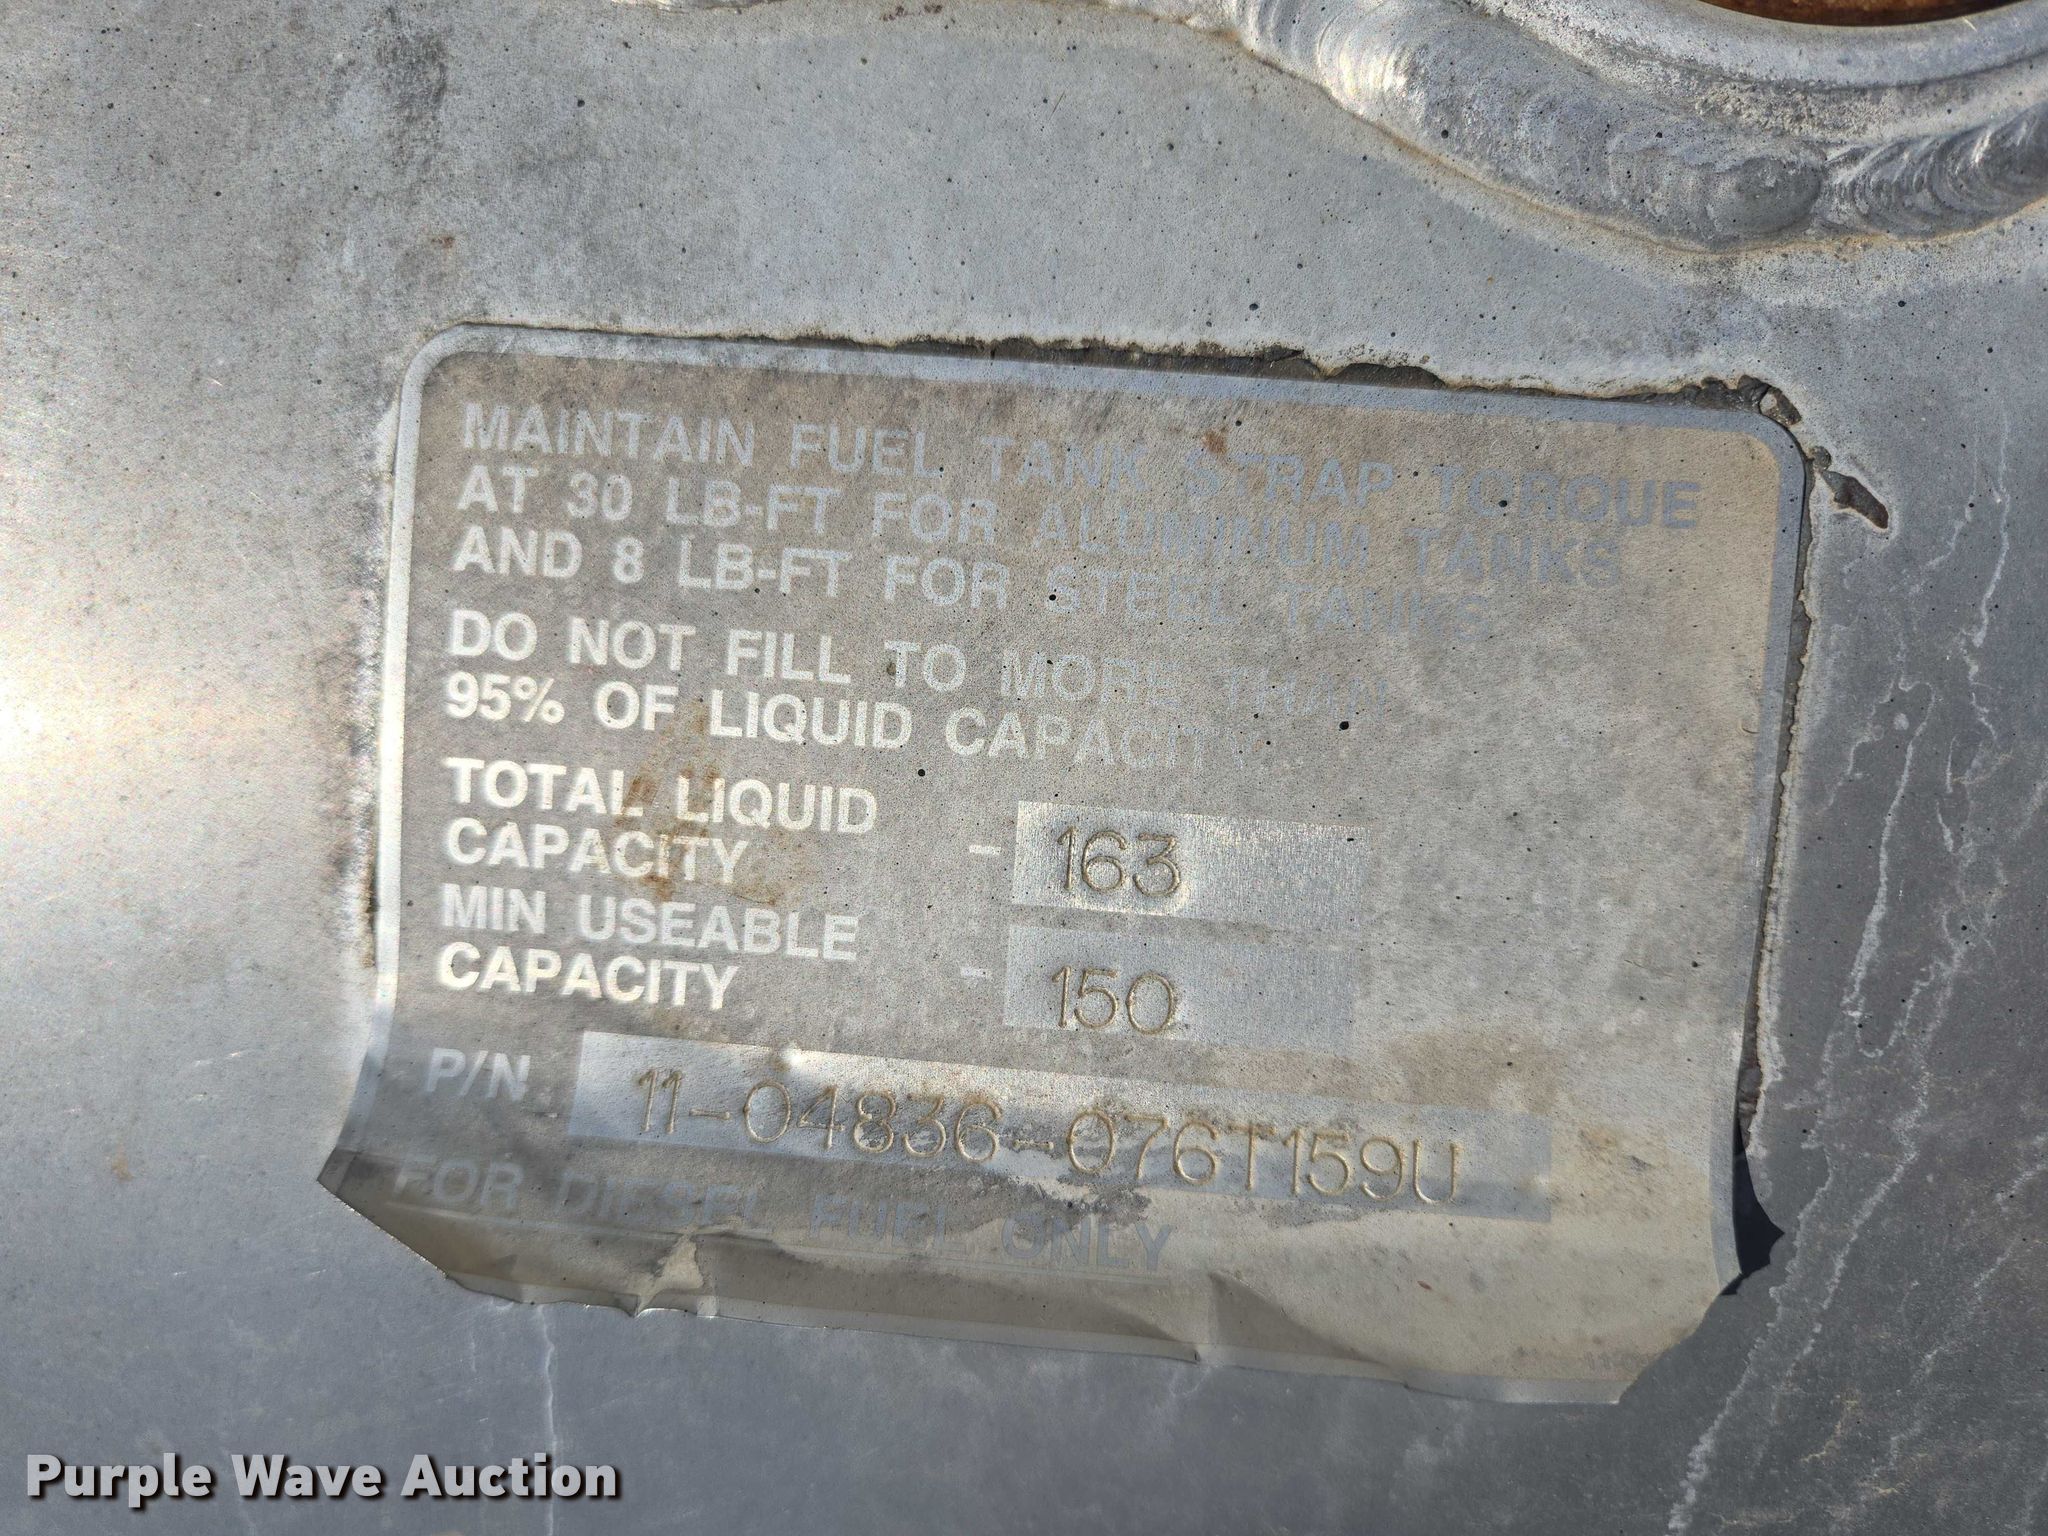 MAINTAIN FUEL TANK STRAP TORQUE
AT 30 LB-FT FOR ALUMINUM TANKS
AND 8 LB-FT FOR STEEL TANKS
DO NOT FILL TO MORE THAN
95% OF LIQUID CAPACITY
TOTAL LIQUID
CAPACITY - 163
MIN USEABLE
CAPACITY - 150
P/N 11-04836-076T159U
FOR DIESEL FUEL ONLY
Purple Wave Auction